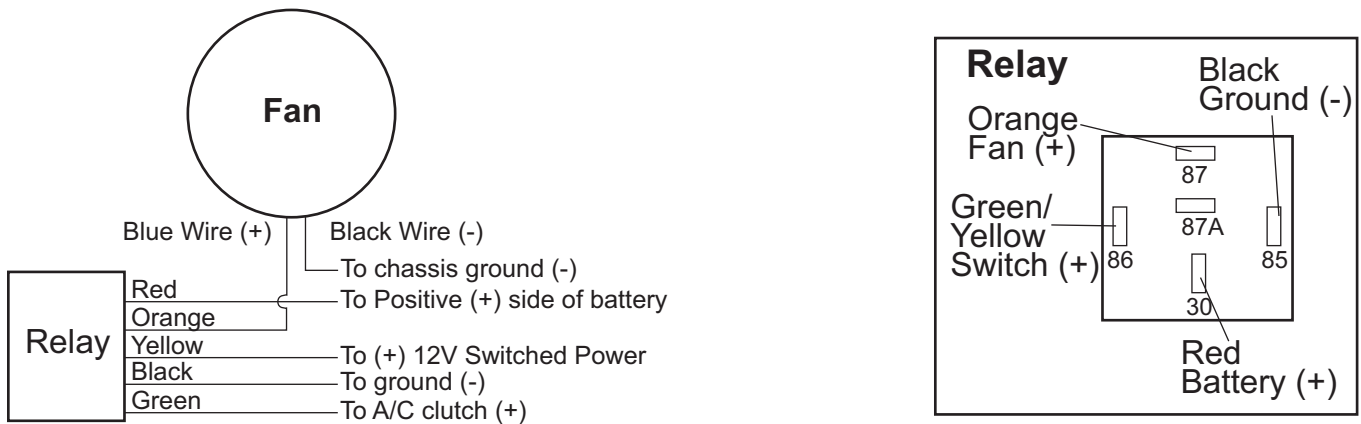 Fan
Blue Wire (+)
Black Wire (-)
To chassis ground (-)
Red
To Positive (+) side of battery
Orange
Relay
Yellow
To (+) 12V Switched Power
Black
To ground (-)
Green
To A/C clutch (+)
Relay
Black
Ground (-)
Orange
Fan (+)
87
Green/
Yellow
Switch (+)
87A
86
85
30
Red
Battery (+)